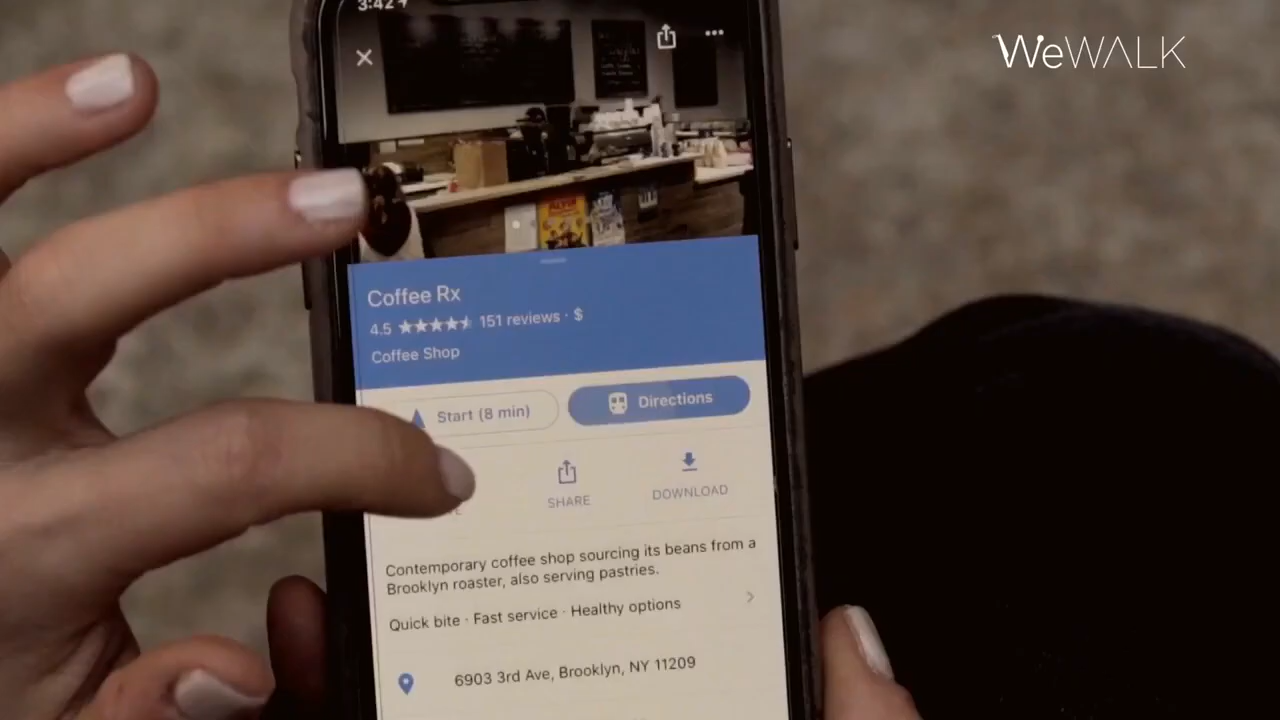 3:42
WeWALK
Coffee Rx
4.5 151 reviews · $
Coffee Shop
Start (8 min)
Directions
SHARE
DOWNLOAD
Contemporary coffee shop sourcing its beans from a
Brooklyn roaster, also serving pastries.
Quick bite · Fast service · Healthy options
6903 3rd Ave, Brooklyn, NY 11209